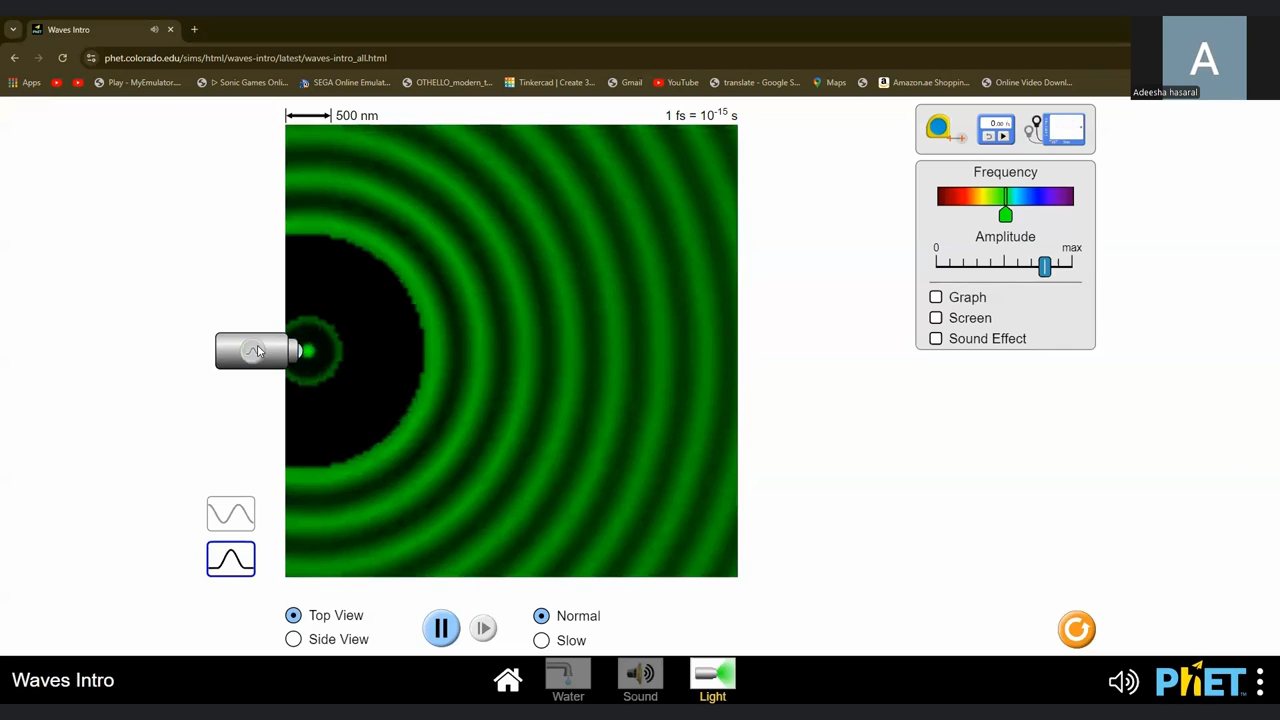 Waves Intro
phet.colorado.edu/sims/html/waves-intro/latest/waves-intro_all.html
Apps
Play - MyEmulator....
Sonic Games Onli...
SEGA Online Emulat...
OTHELLO_modern_t...
Tinkercad | Create 3...
Gmail
YouTube
translate - Google S...
Maps
Amazon.ae Shoppin...
Online Video Downl...
A
Adeesha hasaral
500 nm
1 fs = 10⁻¹⁵ s
0.00 fs
Frequency
Amplitude
0
max
Graph
Screen
Sound Effect
Top View
Side View
Normal
Slow
Waves Intro
Water
Sound
Light
PhET